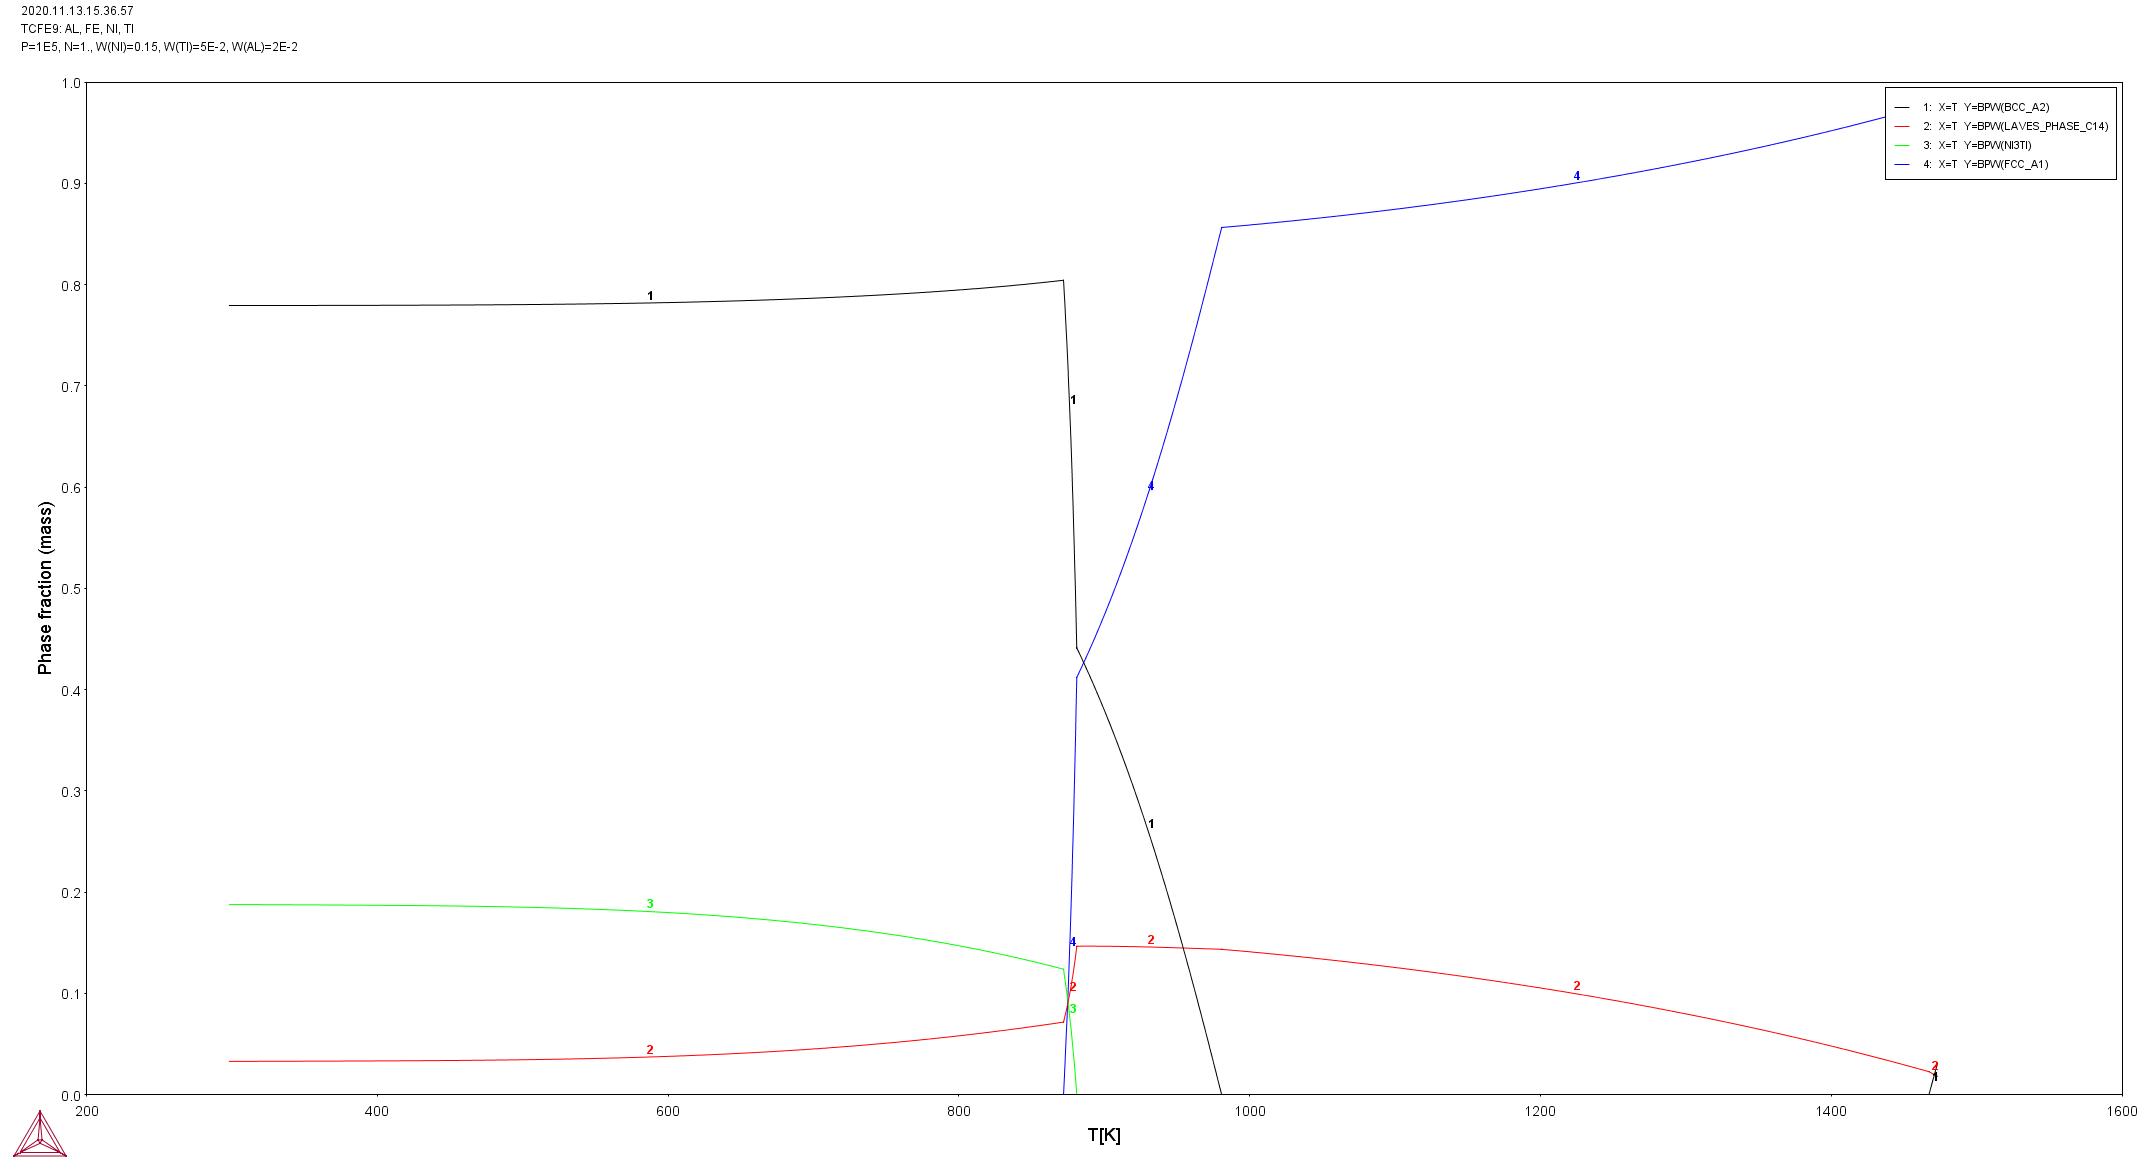 2020.11.13.15.36.57
TCFE9: AL, FE, NI, TI
P=1E5, N=1., W(NI)=0.15, W(TI)=5E-2, W(AL)=2E-2
1: X=T Y=BPW(BCC_A2)
2: X=T Y=BPW(LAVES_PHASE_C14)
3: X=T Y=BPW(NI3TI)
4: X=T Y=BPW(FCC_A1)
Phase fraction (mass)
1.0
0.9
0.8
0.7
0.6
0.5
0.4
0.3
0.2
0.1
0.0
4
1
1
4
1
3
4
2
2
2
3
2
2
1
200 400 600 800 1000 1200 1400 1600
T[K]